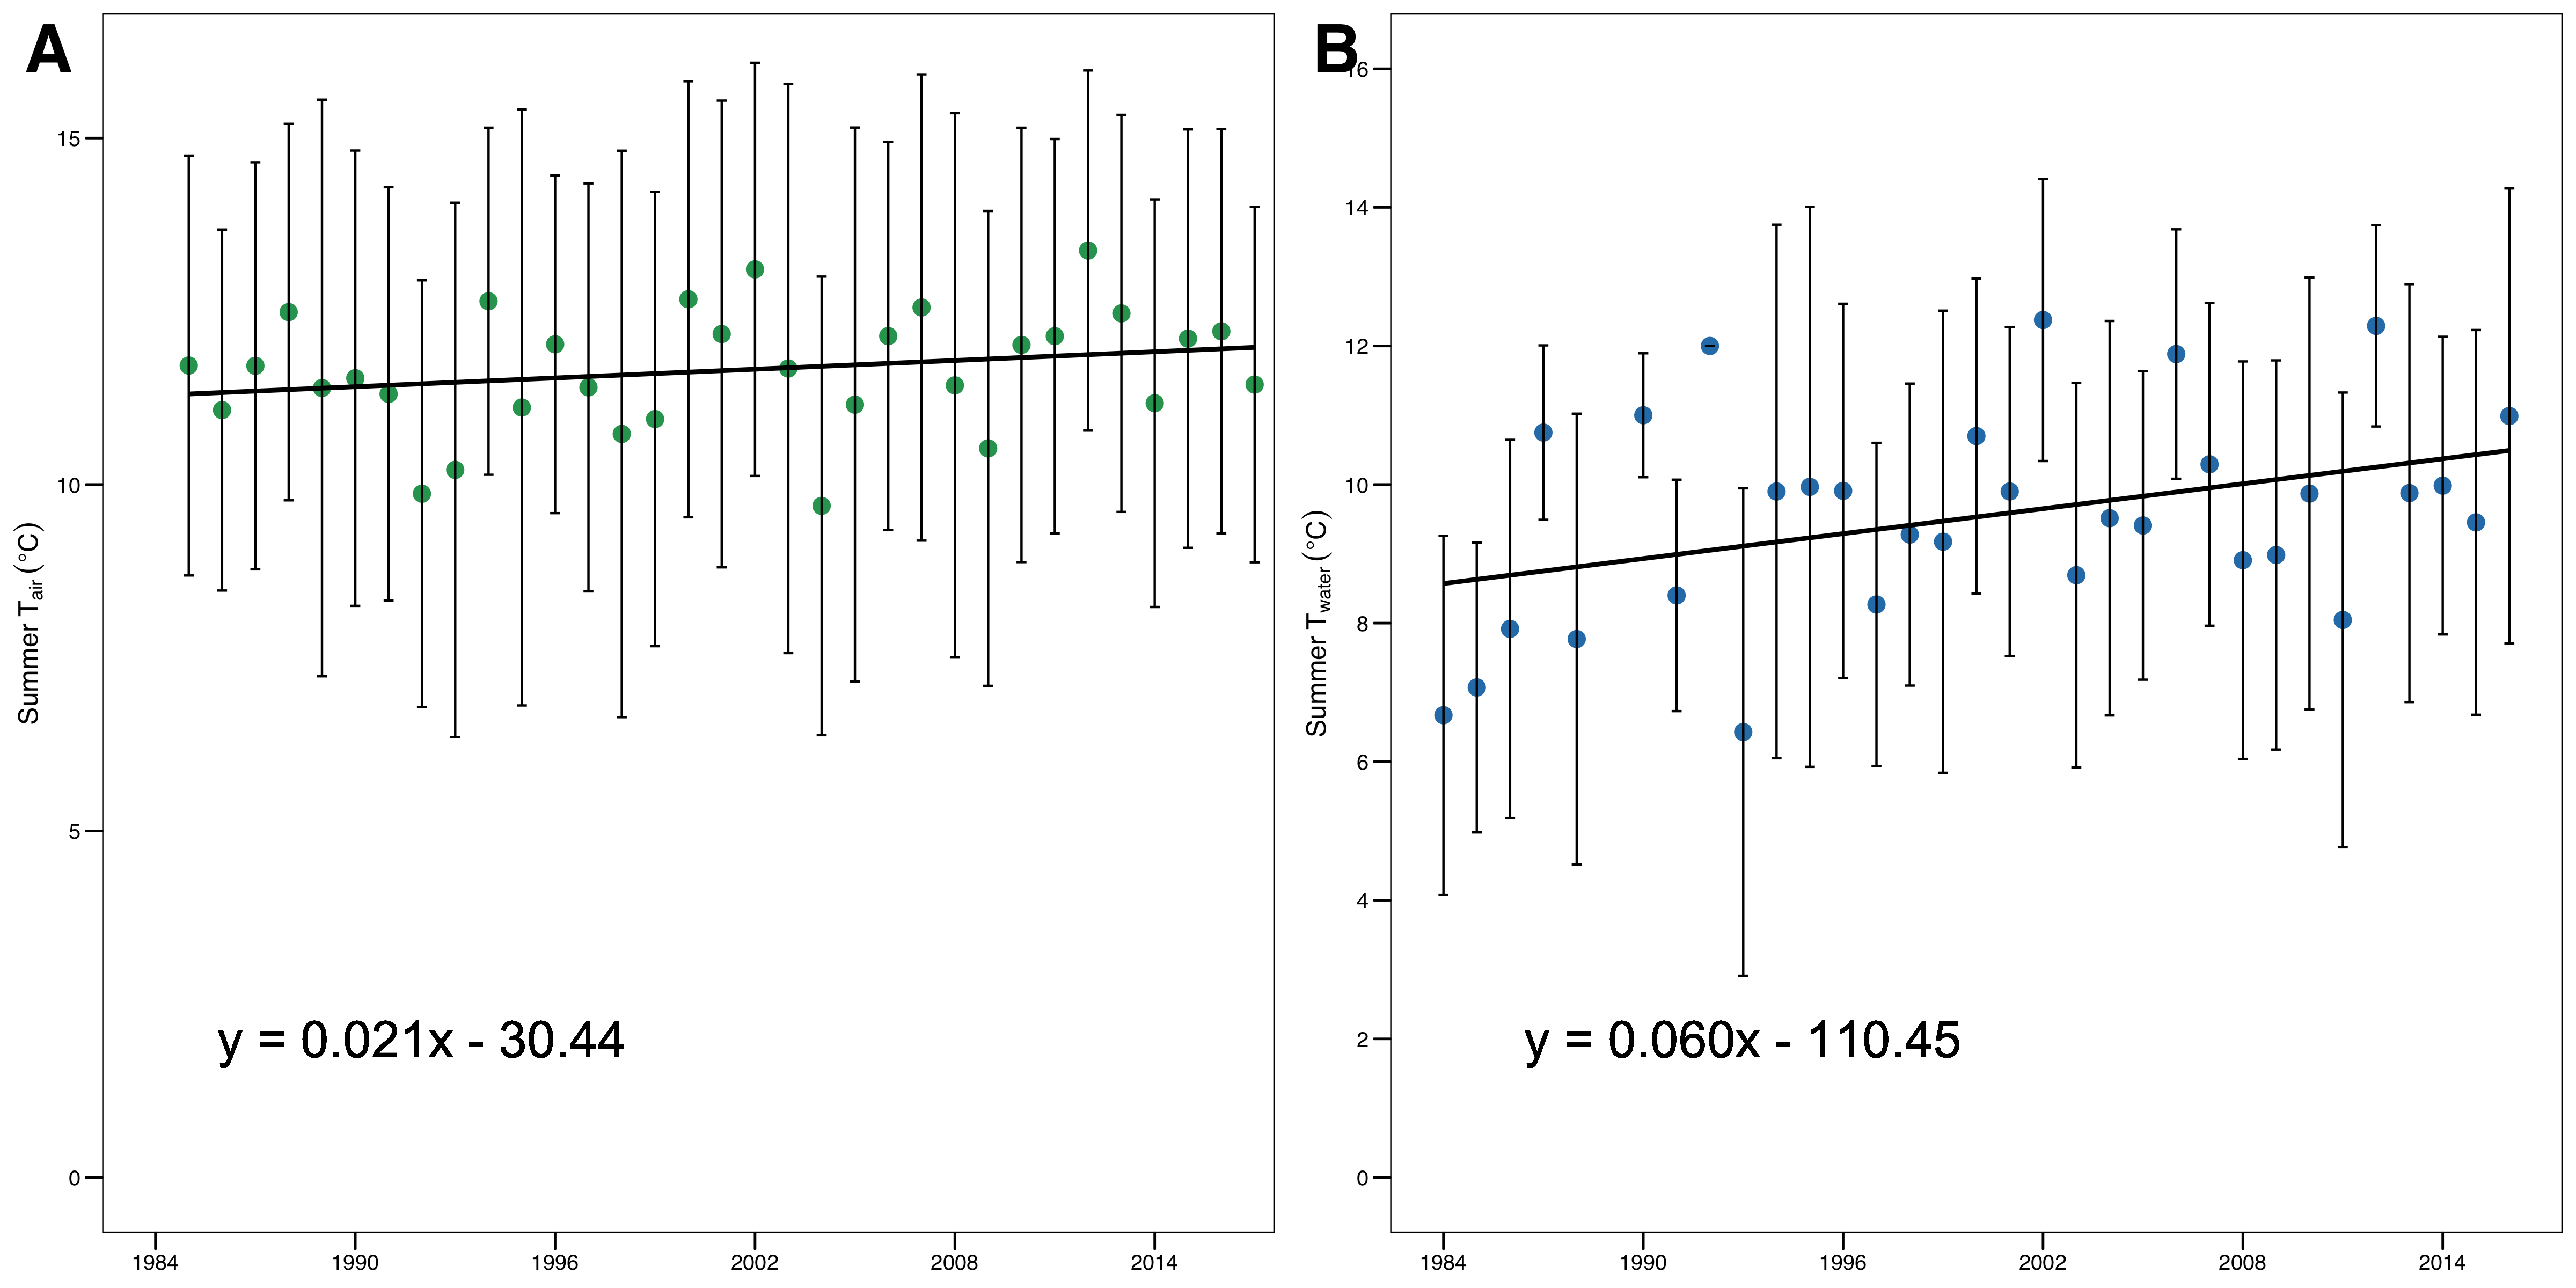 A
15
10
5
0
Summer Tair (°C)
y = 0.021x - 30.44
1984 1990 1996 2002 2008 2014
B
16
14
12
10
8
6
4
2
0
Summer Twater (°C)
y = 0.060x - 110.45
1984 1990 1996 2002 2008 2014